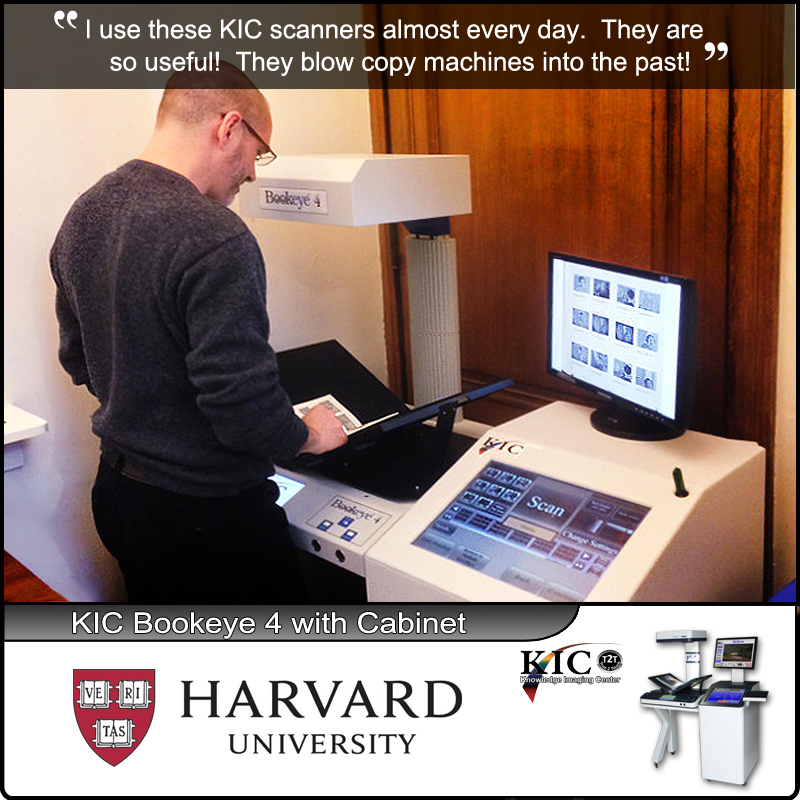 “ I use these KIC scanners almost every day.  They are
so useful!  They blow copy machines into the past! ”
Bookeye 4
KIC
Scan
Change Settings
Bookeye 4
KIC Bookeye 4 with Cabinet
VE RI
TAS
HARVARD
UNIVERSITY
KIC T2T
Knowledge Imaging Center